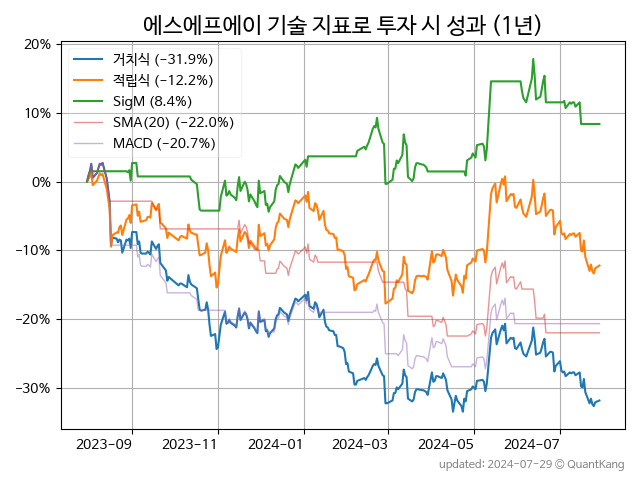 에스에프에이 기술 지표로 투자 시 성과 (1년)
20%
10%
0%
−10%
−20%
−30%
거치식 (−31.9%)
적립식 (−12.2%)
SigM (8.4%)
SMA(20) (−22.0%)
MACD (−20.7%)
2023-09
2023-11
2024-01
2024-03
2024-05
2024-07
updated: 2024-07-29 © QuantKang